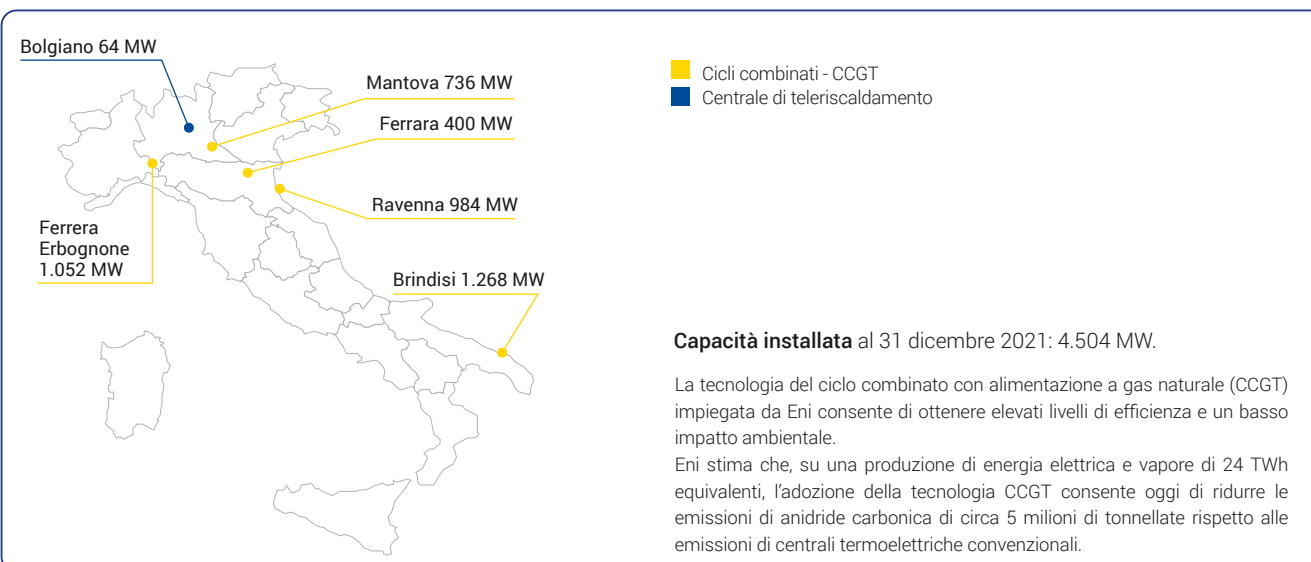 Bolgiano 64 MW
Mantova 736 MW
Ferrara 400 MW
Ravenna 984 MW
Ferrera
Erbognone
1.052 MW
Brindisi 1.268 MW
Cicli combinati - CCGT
Centrale di teleriscaldamento
Capacità installata al 31 dicembre 2021: 4.504 MW.
La tecnologia del ciclo combinato con alimentazione a gas naturale (CCGT)
impiegata da Eni consente di ottenere elevati livelli di efficienza e un basso
impatto ambientale.
Eni stima che, su una produzione di energia elettrica e vapore di 24 TWh
equivalenti, l'adozione della tecnologia CCGT consente oggi di ridurre le
emissioni di anidride carbonica di circa 5 milioni di tonnellate rispetto alle
emissioni di centrali termoelettriche convenzionali.